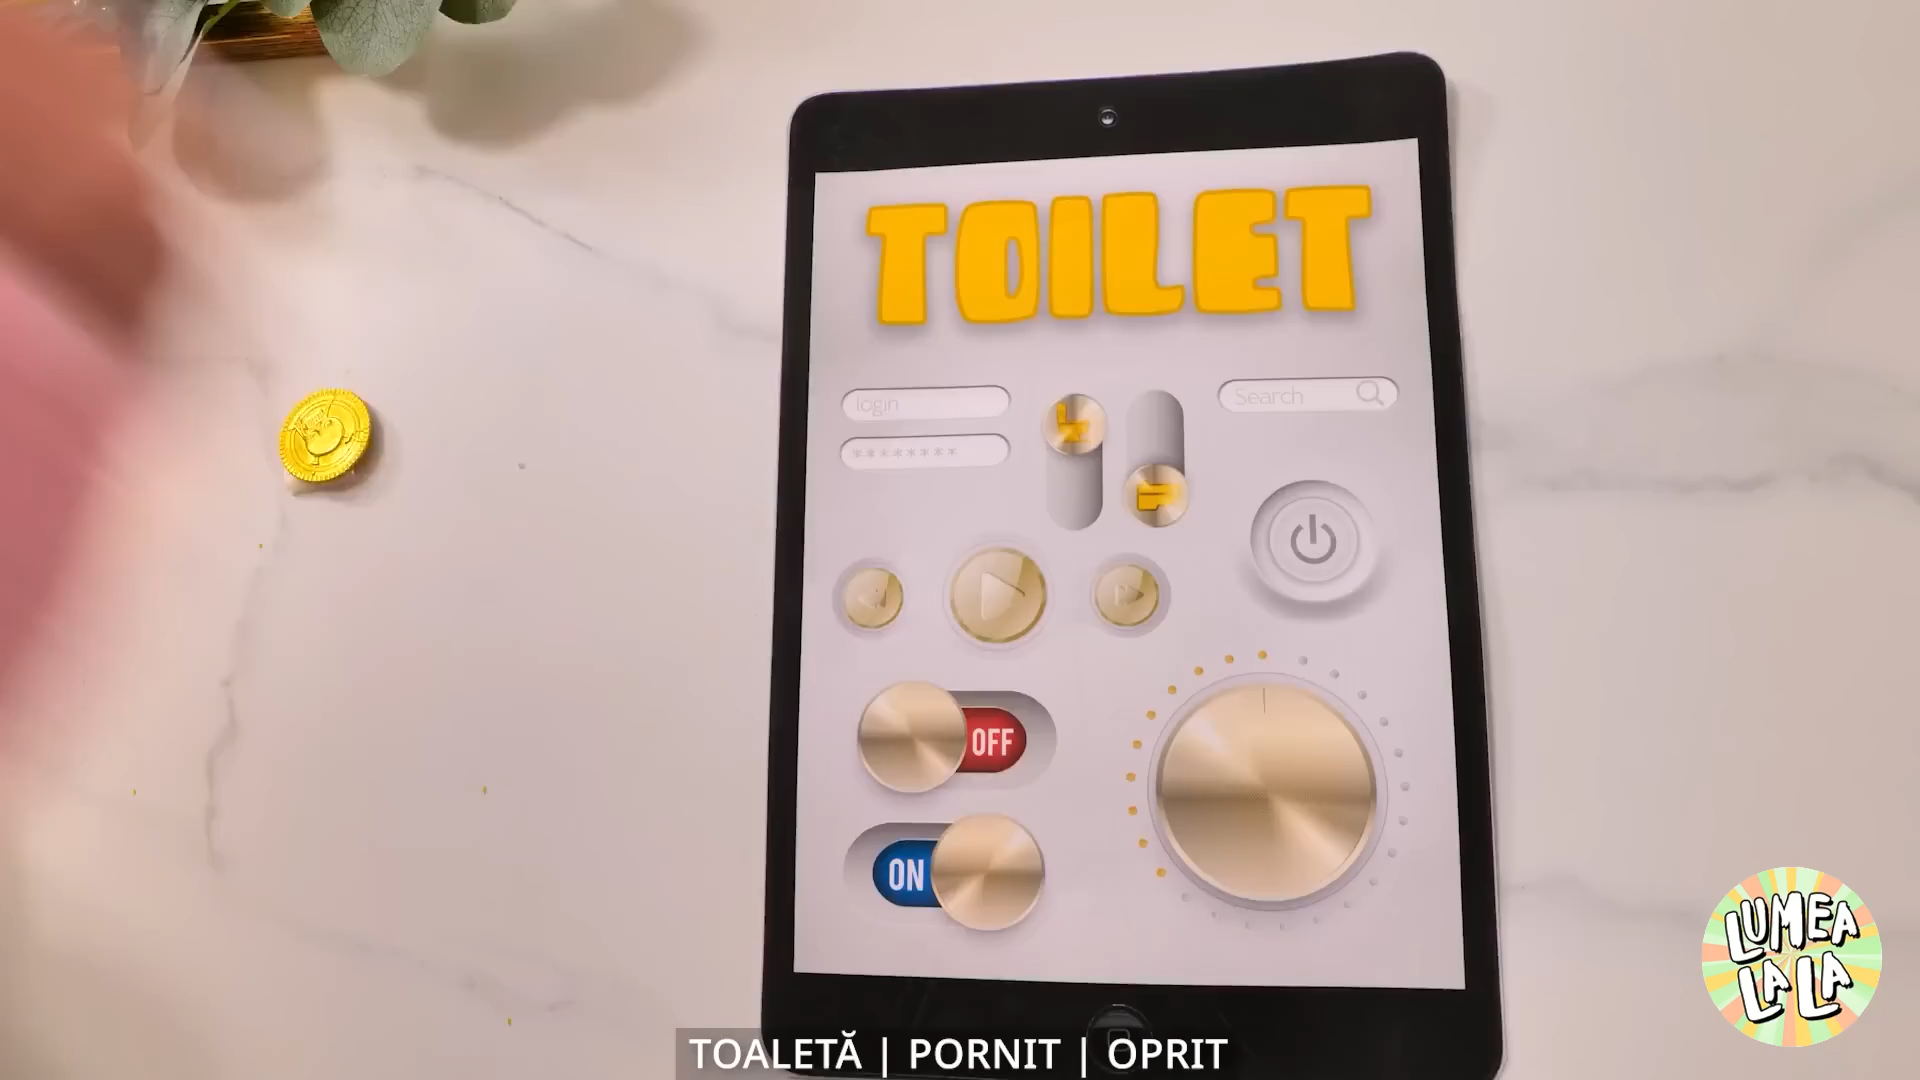 TOILET
login
Search
********
OFF
ON
LUMEA
LA LA
TOALETĂ | PORNIT | OPRIT